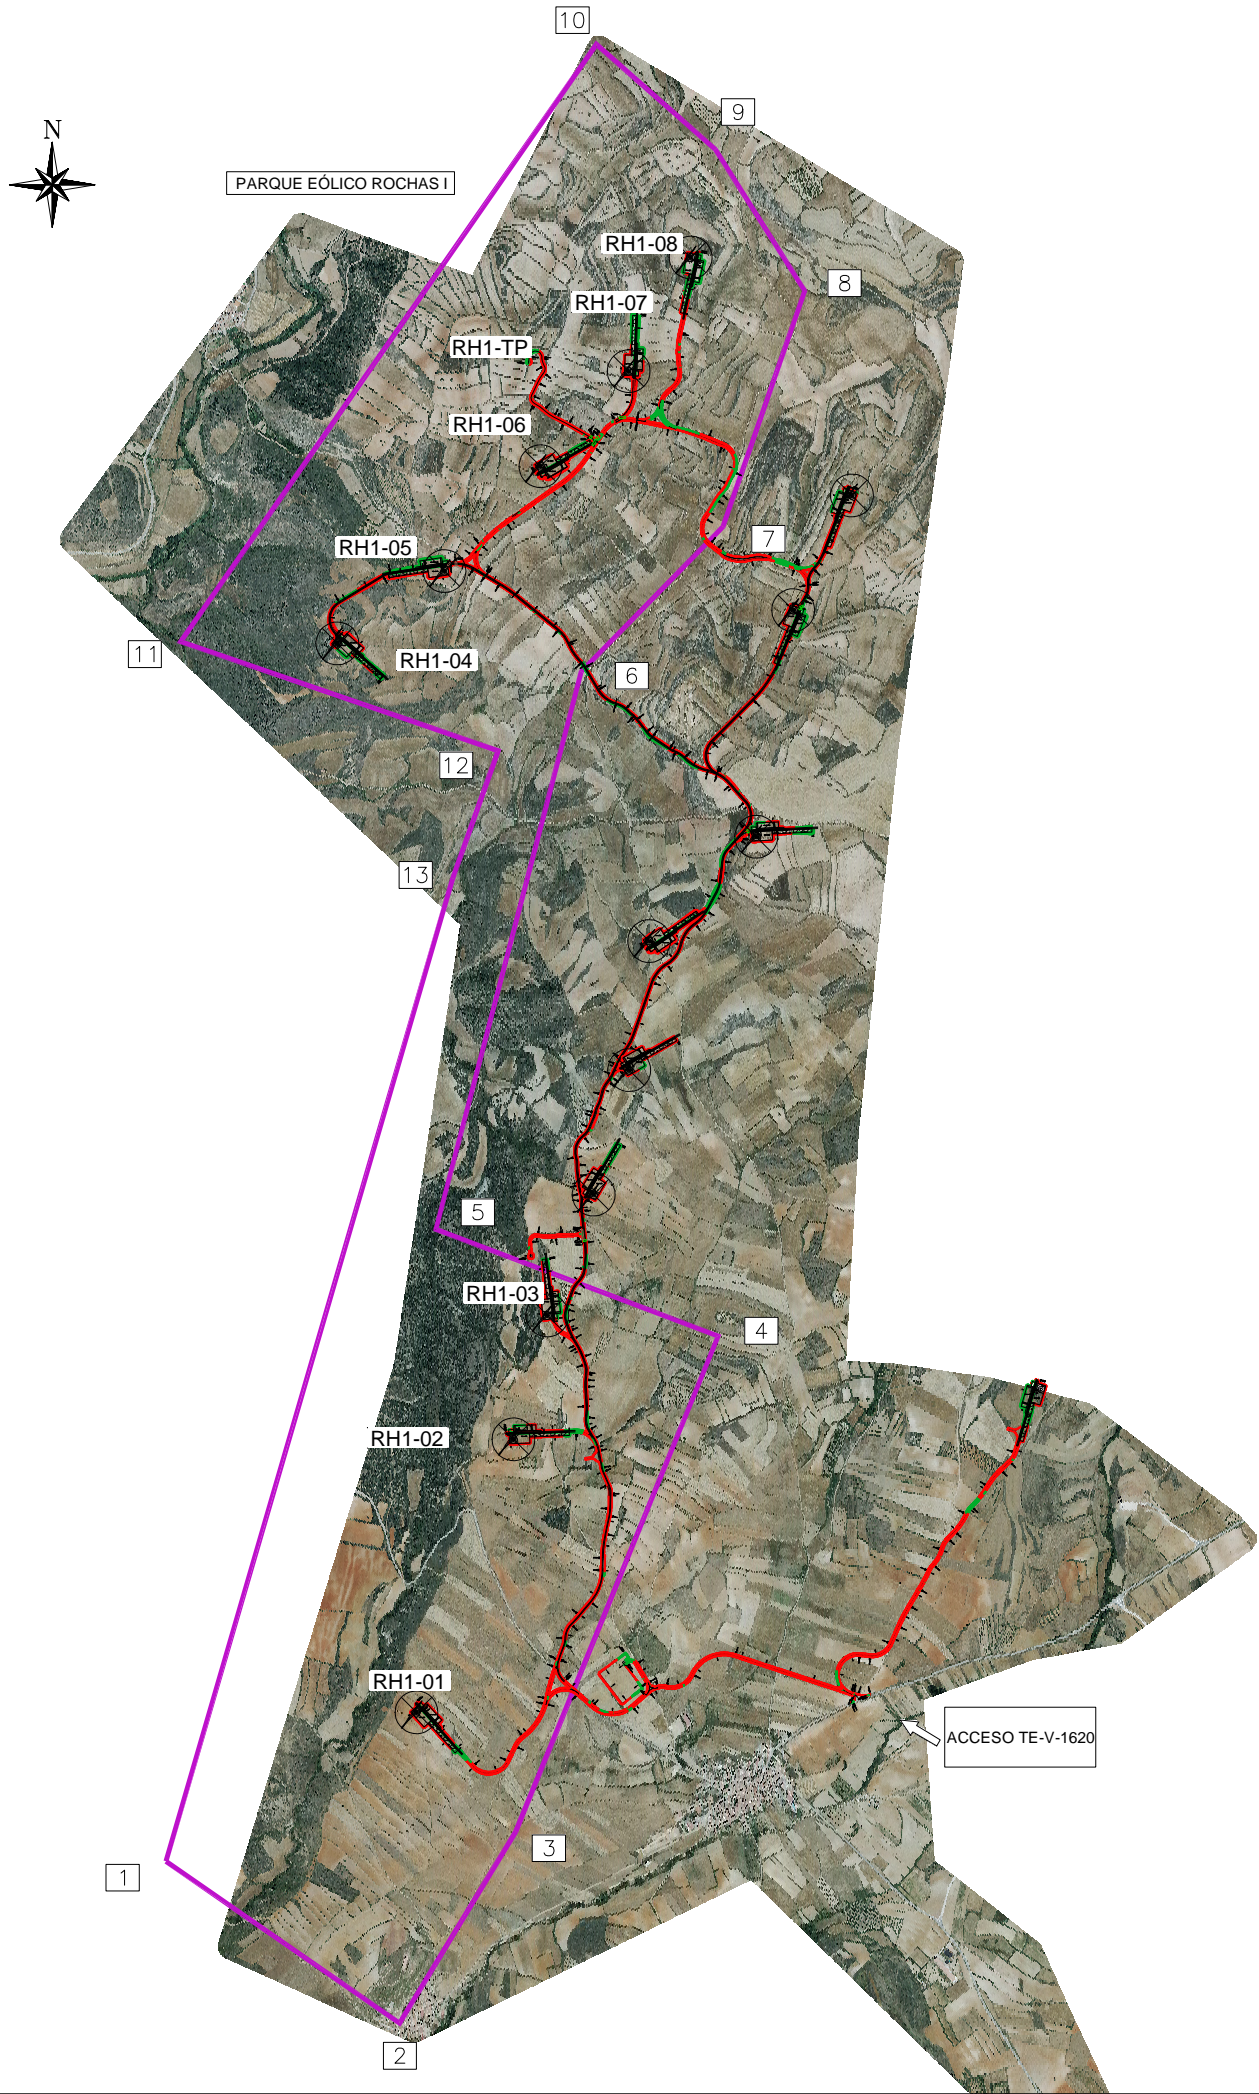 10
9
N
PARQUE EÓLICO ROCHAS I
RH1-08
8
RH1-07
RH1-TP
RH1-06
7
RH1-05
11
RH1-04
6
12
13
5
RH1-03
4
RH1-02
RH1-01
ACCESO TE-V-1620
3
1
2